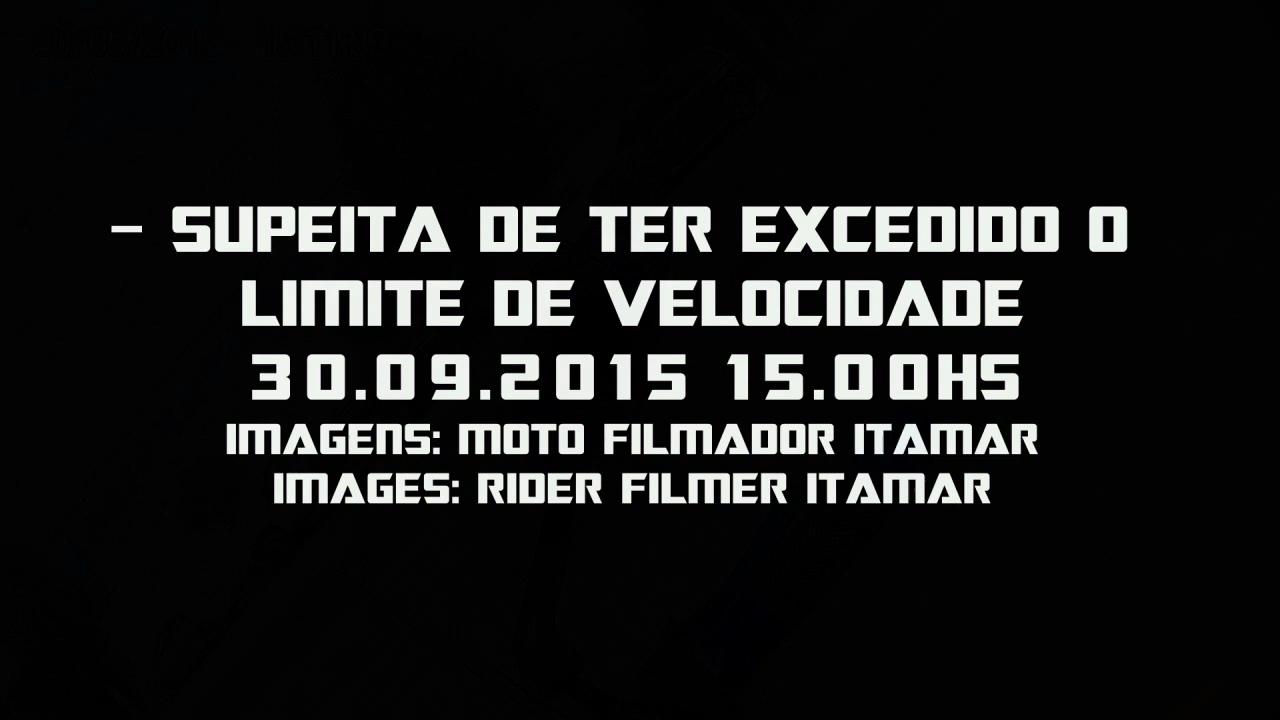 - SUPEITA DE TER EXCEDIDO O
LIMITE DE VELOCIDADE
30.09.2015 15.00HS
IMAGENS: MOTO FILMADOR ITAMAR
IMAGES: RIDER FILMER ITAMAR